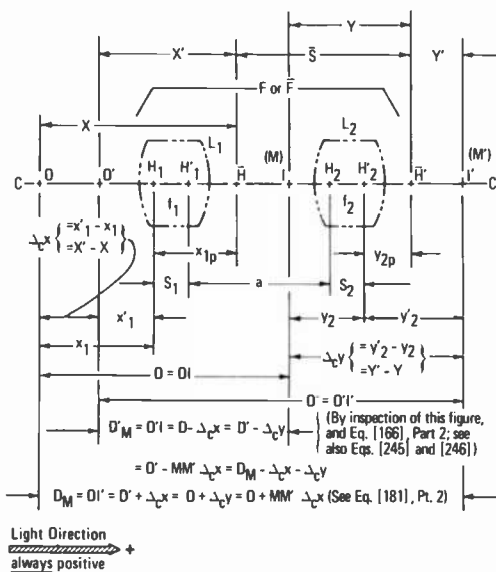 Y
X' S̄ Y'
F or F̄
X
L₁ L₂
(M) (M')
C O O' H₁ H'₁ H̄ I H₂ H'₂ H̄' I' C
f₁ f₂
△cx { =x'₁ - x₁
=X' - X
x₁p y₂p
S₁ a S₂
x'₁ y₂ y'₂
x₁
△cy { = y'₂ - y₂
=Y' - Y
D = OI
D' = O'I'
D'M = O'I = D- △cx = D' - △cy
(By inspection of this figure,
and Eq. [166], Part 2; see
also Eqs. [245] and [246])
= D' - MM' △cx = DM - △cx - △cy
DM = OI' = D' + △cx = D + △cy = D + MM' △cx (See Eq. [181], Pt. 2)
Light Direction
+
always positive